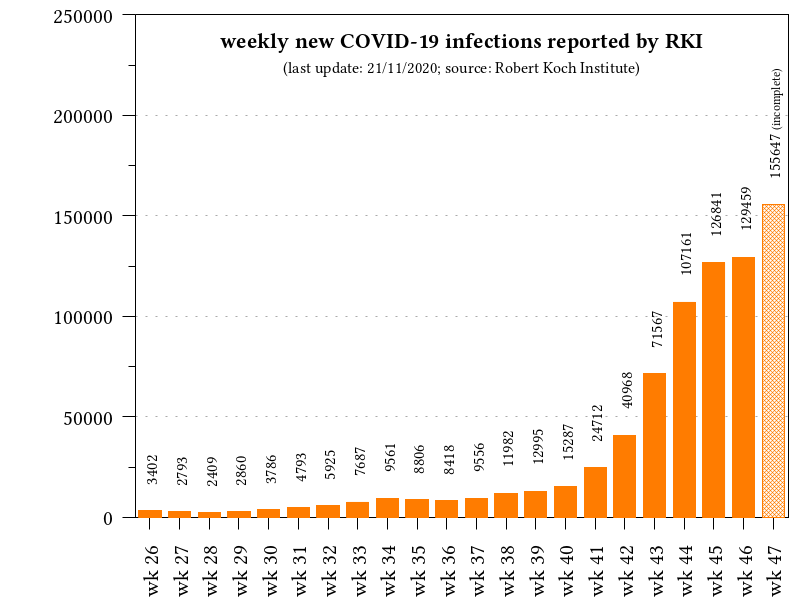 weekly new COVID-19 infections reported by RKI
(last update: 21/11/2020; source: Robert Koch Institute)
250000
200000
150000
100000
50000
0
3402
2793
2409
2860
3786
4793
5925
7687
9561
8806
8418
9556
11982
12995
15287
24712
40968
71567
107161
126841
129459
155647 (incomplete)
wk 26
wk 27
wk 28
wk 29
wk 30
wk 31
wk 32
wk 33
wk 34
wk 35
wk 36
wk 37
wk 38
wk 39
wk 40
wk 41
wk 42
wk 43
wk 44
wk 45
wk 46
wk 47